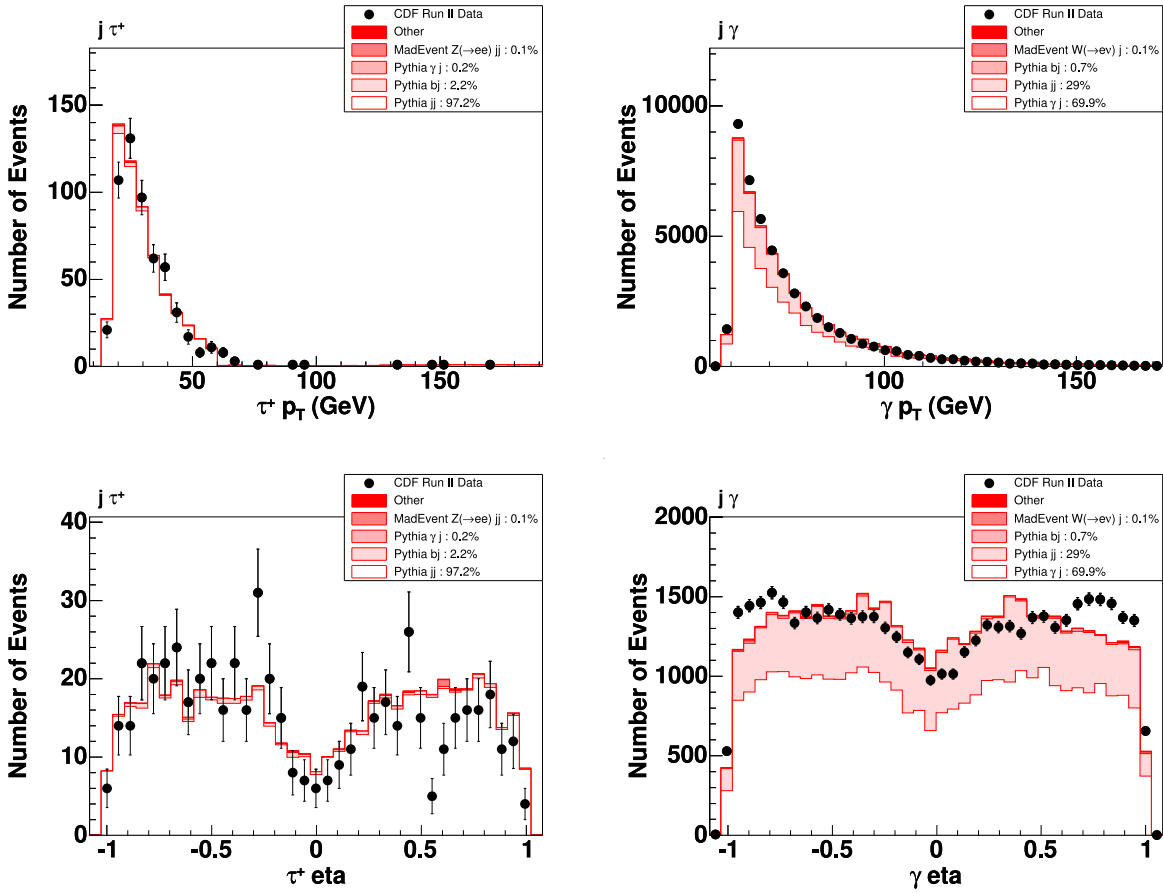 j τ+
CDF Run II Data
Other
MadEvent Z(→ee) jj : 0.1%
Pythia γ j : 0.2%
Pythia bj : 2.2%
Pythia jj : 97.2%
Number of Events
150
100
50
0
50
100
150
τ+ pT (GeV)
j γ
CDF Run II Data
Other
MadEvent W(→eν) j : 0.1%
Pythia bj : 0.7%
Pythia jj : 29%
Pythia γ j : 69.9%
Number of Events
10000
5000
0
100
150
γ pT (GeV)
j τ+
CDF Run II Data
Other
MadEvent Z(→ee) jj : 0.1%
Pythia γ j : 0.2%
Pythia bj : 2.2%
Pythia jj : 97.2%
Number of Events
40
30
20
10
0
-1
-0.5
0
0.5
1
τ+ eta
j γ
CDF Run II Data
Other
MadEvent W(→eν) j : 0.1%
Pythia bj : 0.7%
Pythia jj : 29%
Pythia γ j : 69.9%
Number of Events
2000
1500
1000
500
0
-1
-0.5
0
0.5
1
γ eta